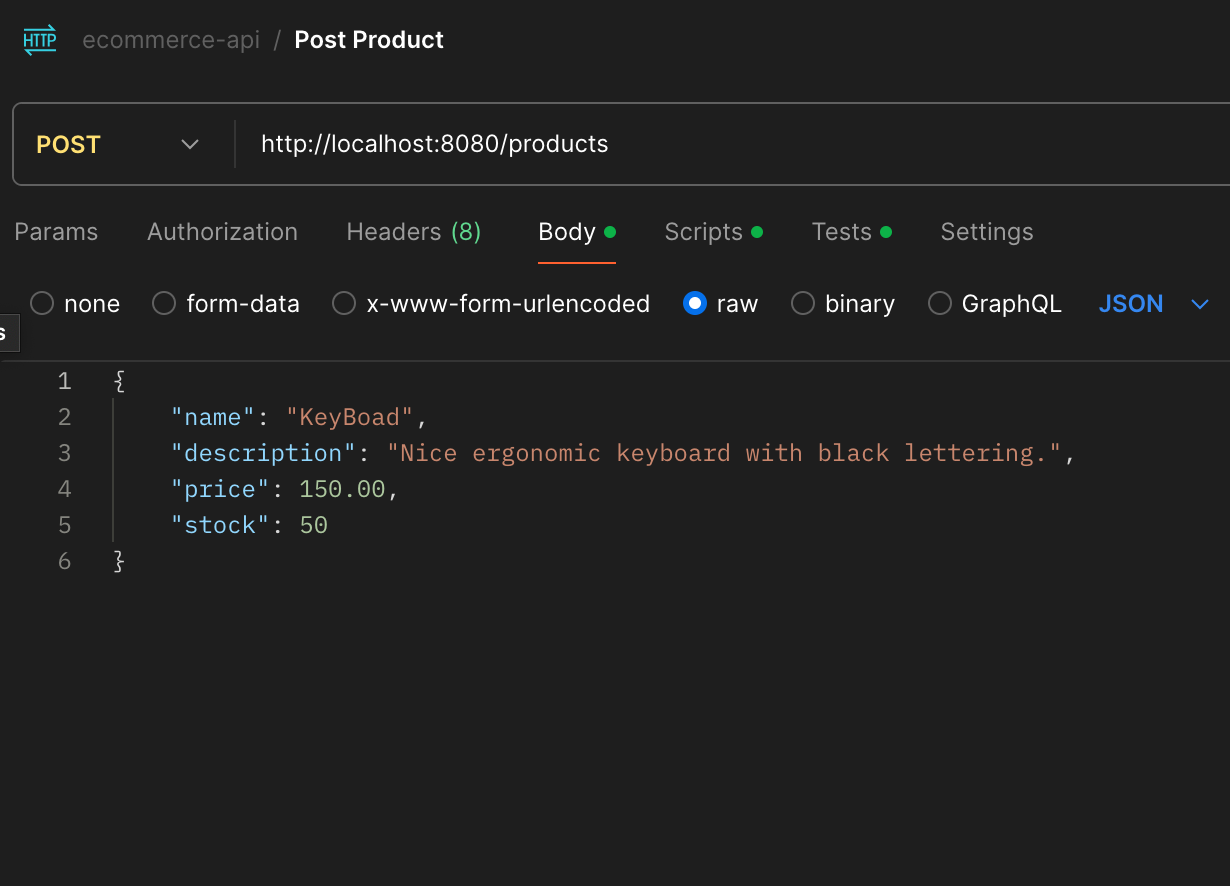 HTTP ecommerce-api / Post Product
POST http://localhost:8080/products
Params Authorization Headers (8) Body Scripts Tests Settings
none form-data x-www-form-urlencoded raw binary GraphQL JSON
s
1 {
2 "name": "KeyBoad",
3 "description": "Nice ergonomic keyboard with black lettering.",
4 "price": 150.00,
5 "stock": 50
6 }